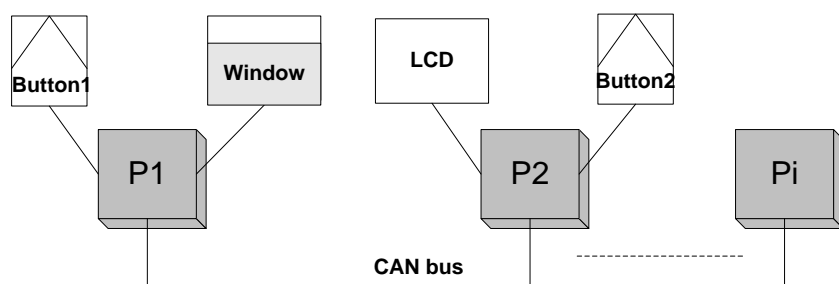 Button1
Window
LCD
Button2
P1
P2
Pi
CAN bus